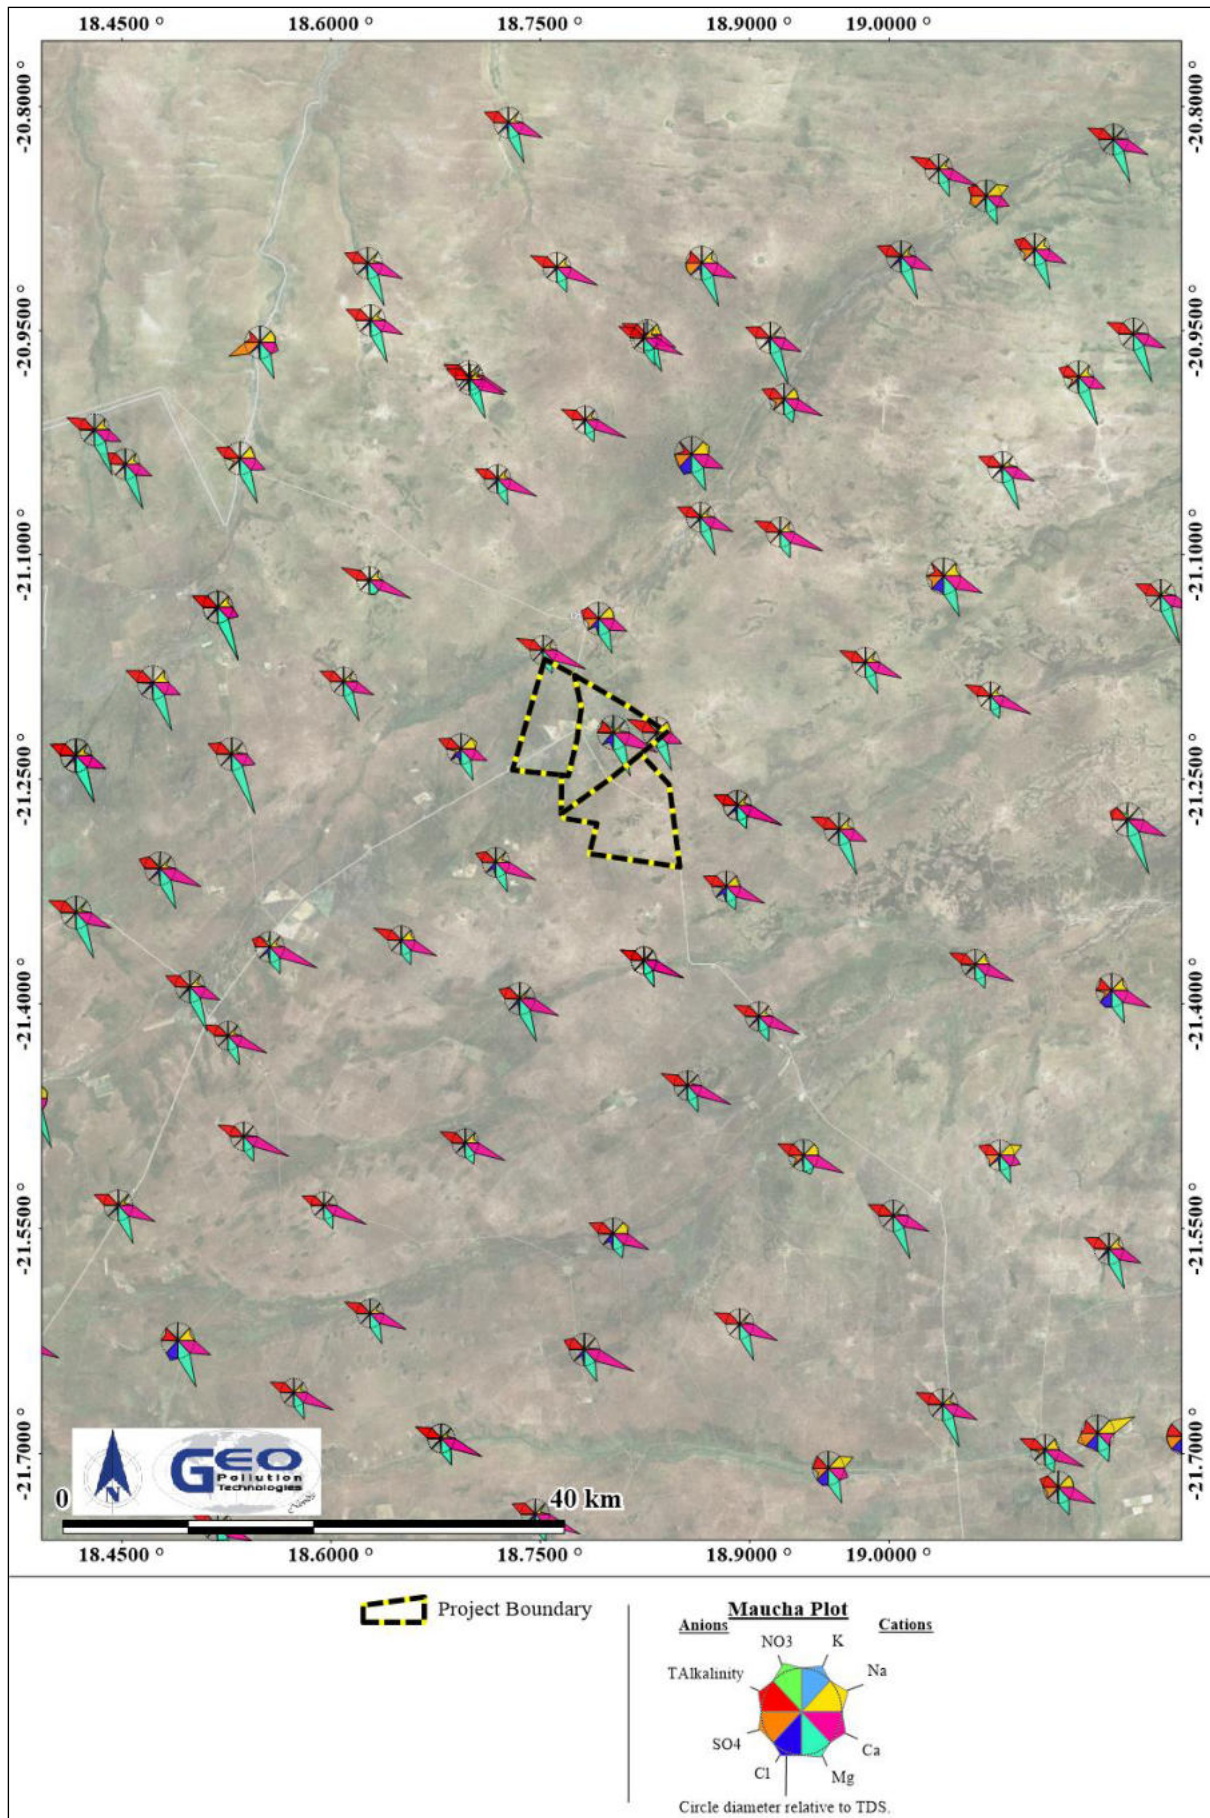 18.4500 ° 18.6000 ° 18.7500 ° 18.9000 ° 19.0000 °
-20.8000 ° -20.8000 °
-20.9500 ° -20.9500 °
-21.1000 ° -21.1000 °
-21.2500 ° -21.2500 °
-21.4000 ° -21.4000 °
-21.5500 ° -21.5500 °
-21.7000 ° -21.7000 °
N
GEO
Pollution
Technologies
0 40 km
18.4500 ° 18.6000 ° 18.7500 ° 18.9000 ° 19.0000 °
Project Boundary
Maucha Plot
Anions Cations
NO3 K
TAlkalinity Na
SO4 Ca
Cl Mg
Circle diameter relative to TDS.